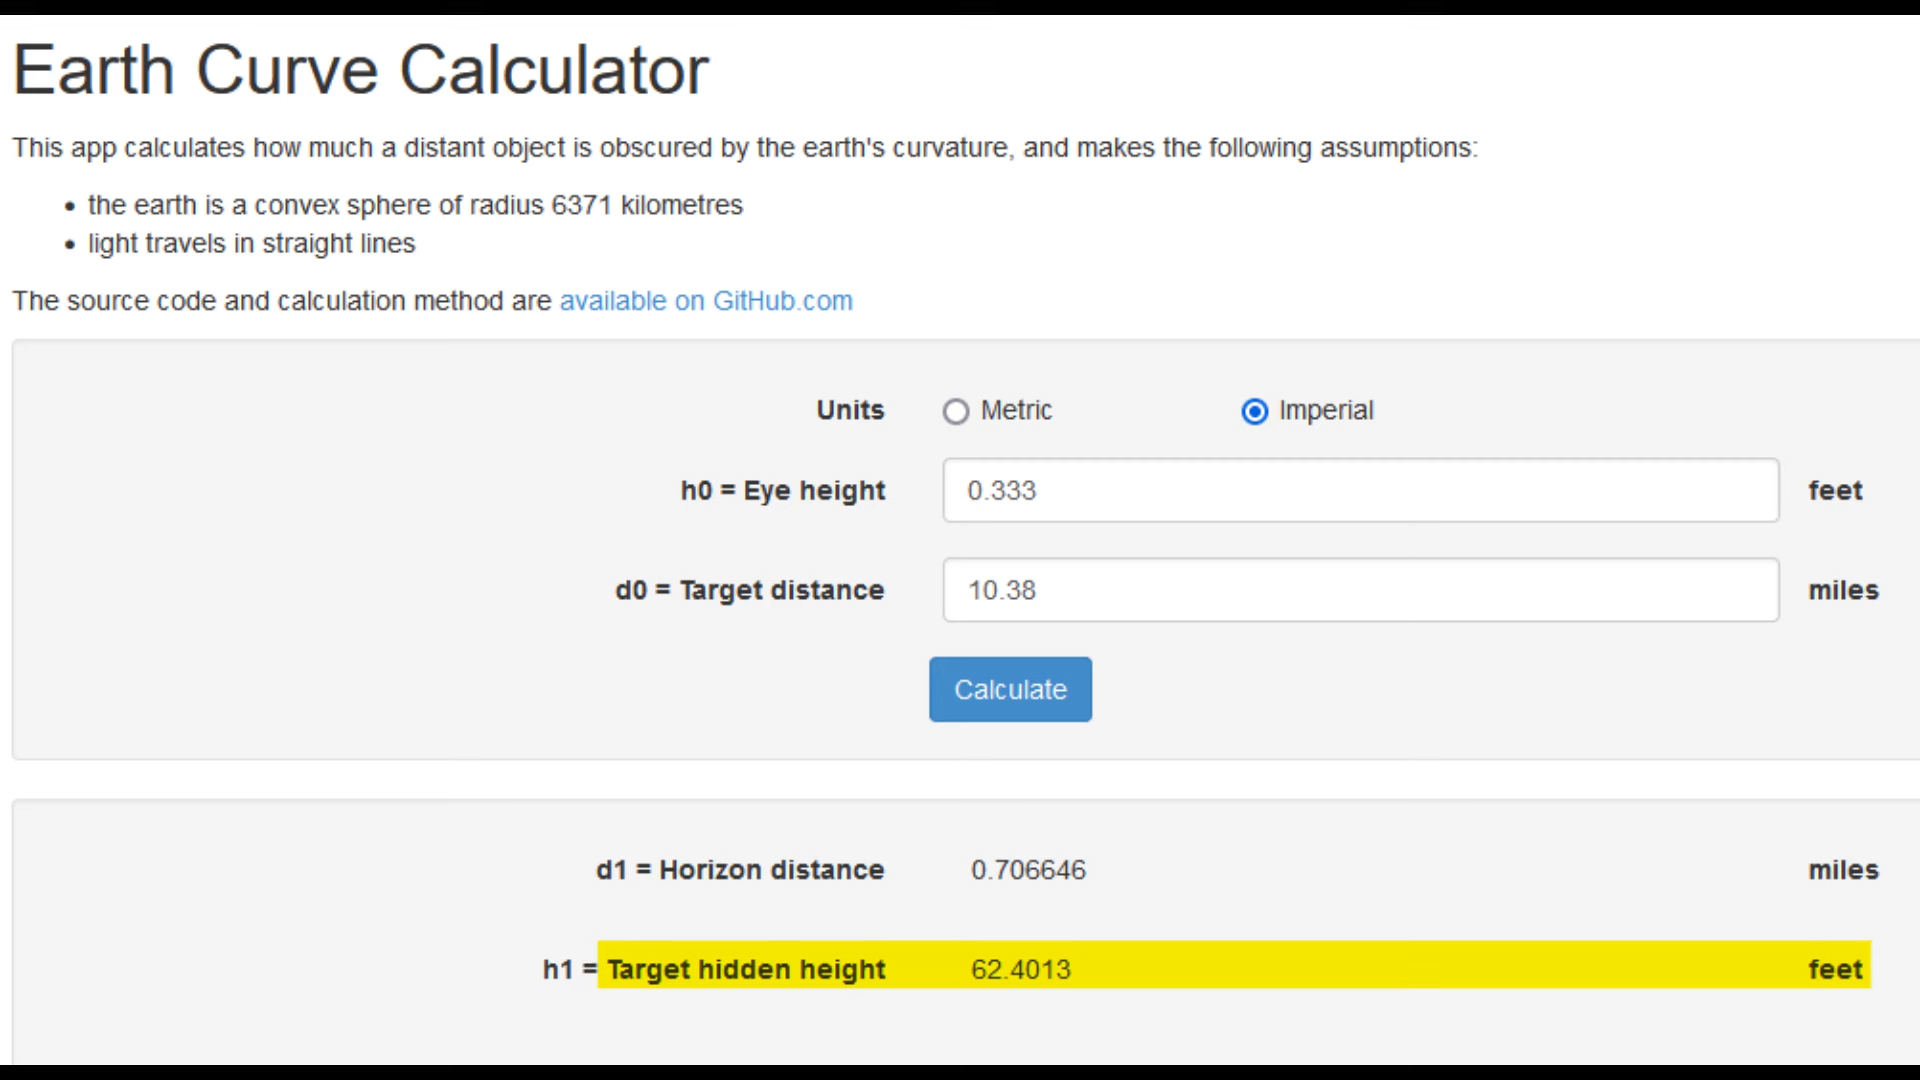 Earth Curve Calculator
This app calculates how much a distant object is obscured by the earth's curvature, and makes the following assumptions:
• the earth is a convex sphere of radius 6371 kilometres
• light travels in straight lines
The source code and calculation method are available on GitHub.com
Units Metric Imperial
h0 = Eye height 0.333 feet
d0 = Target distance 10.38 miles
Calculate
d1 = Horizon distance 0.706646 miles
h1 = Target hidden height 62.4013 feet